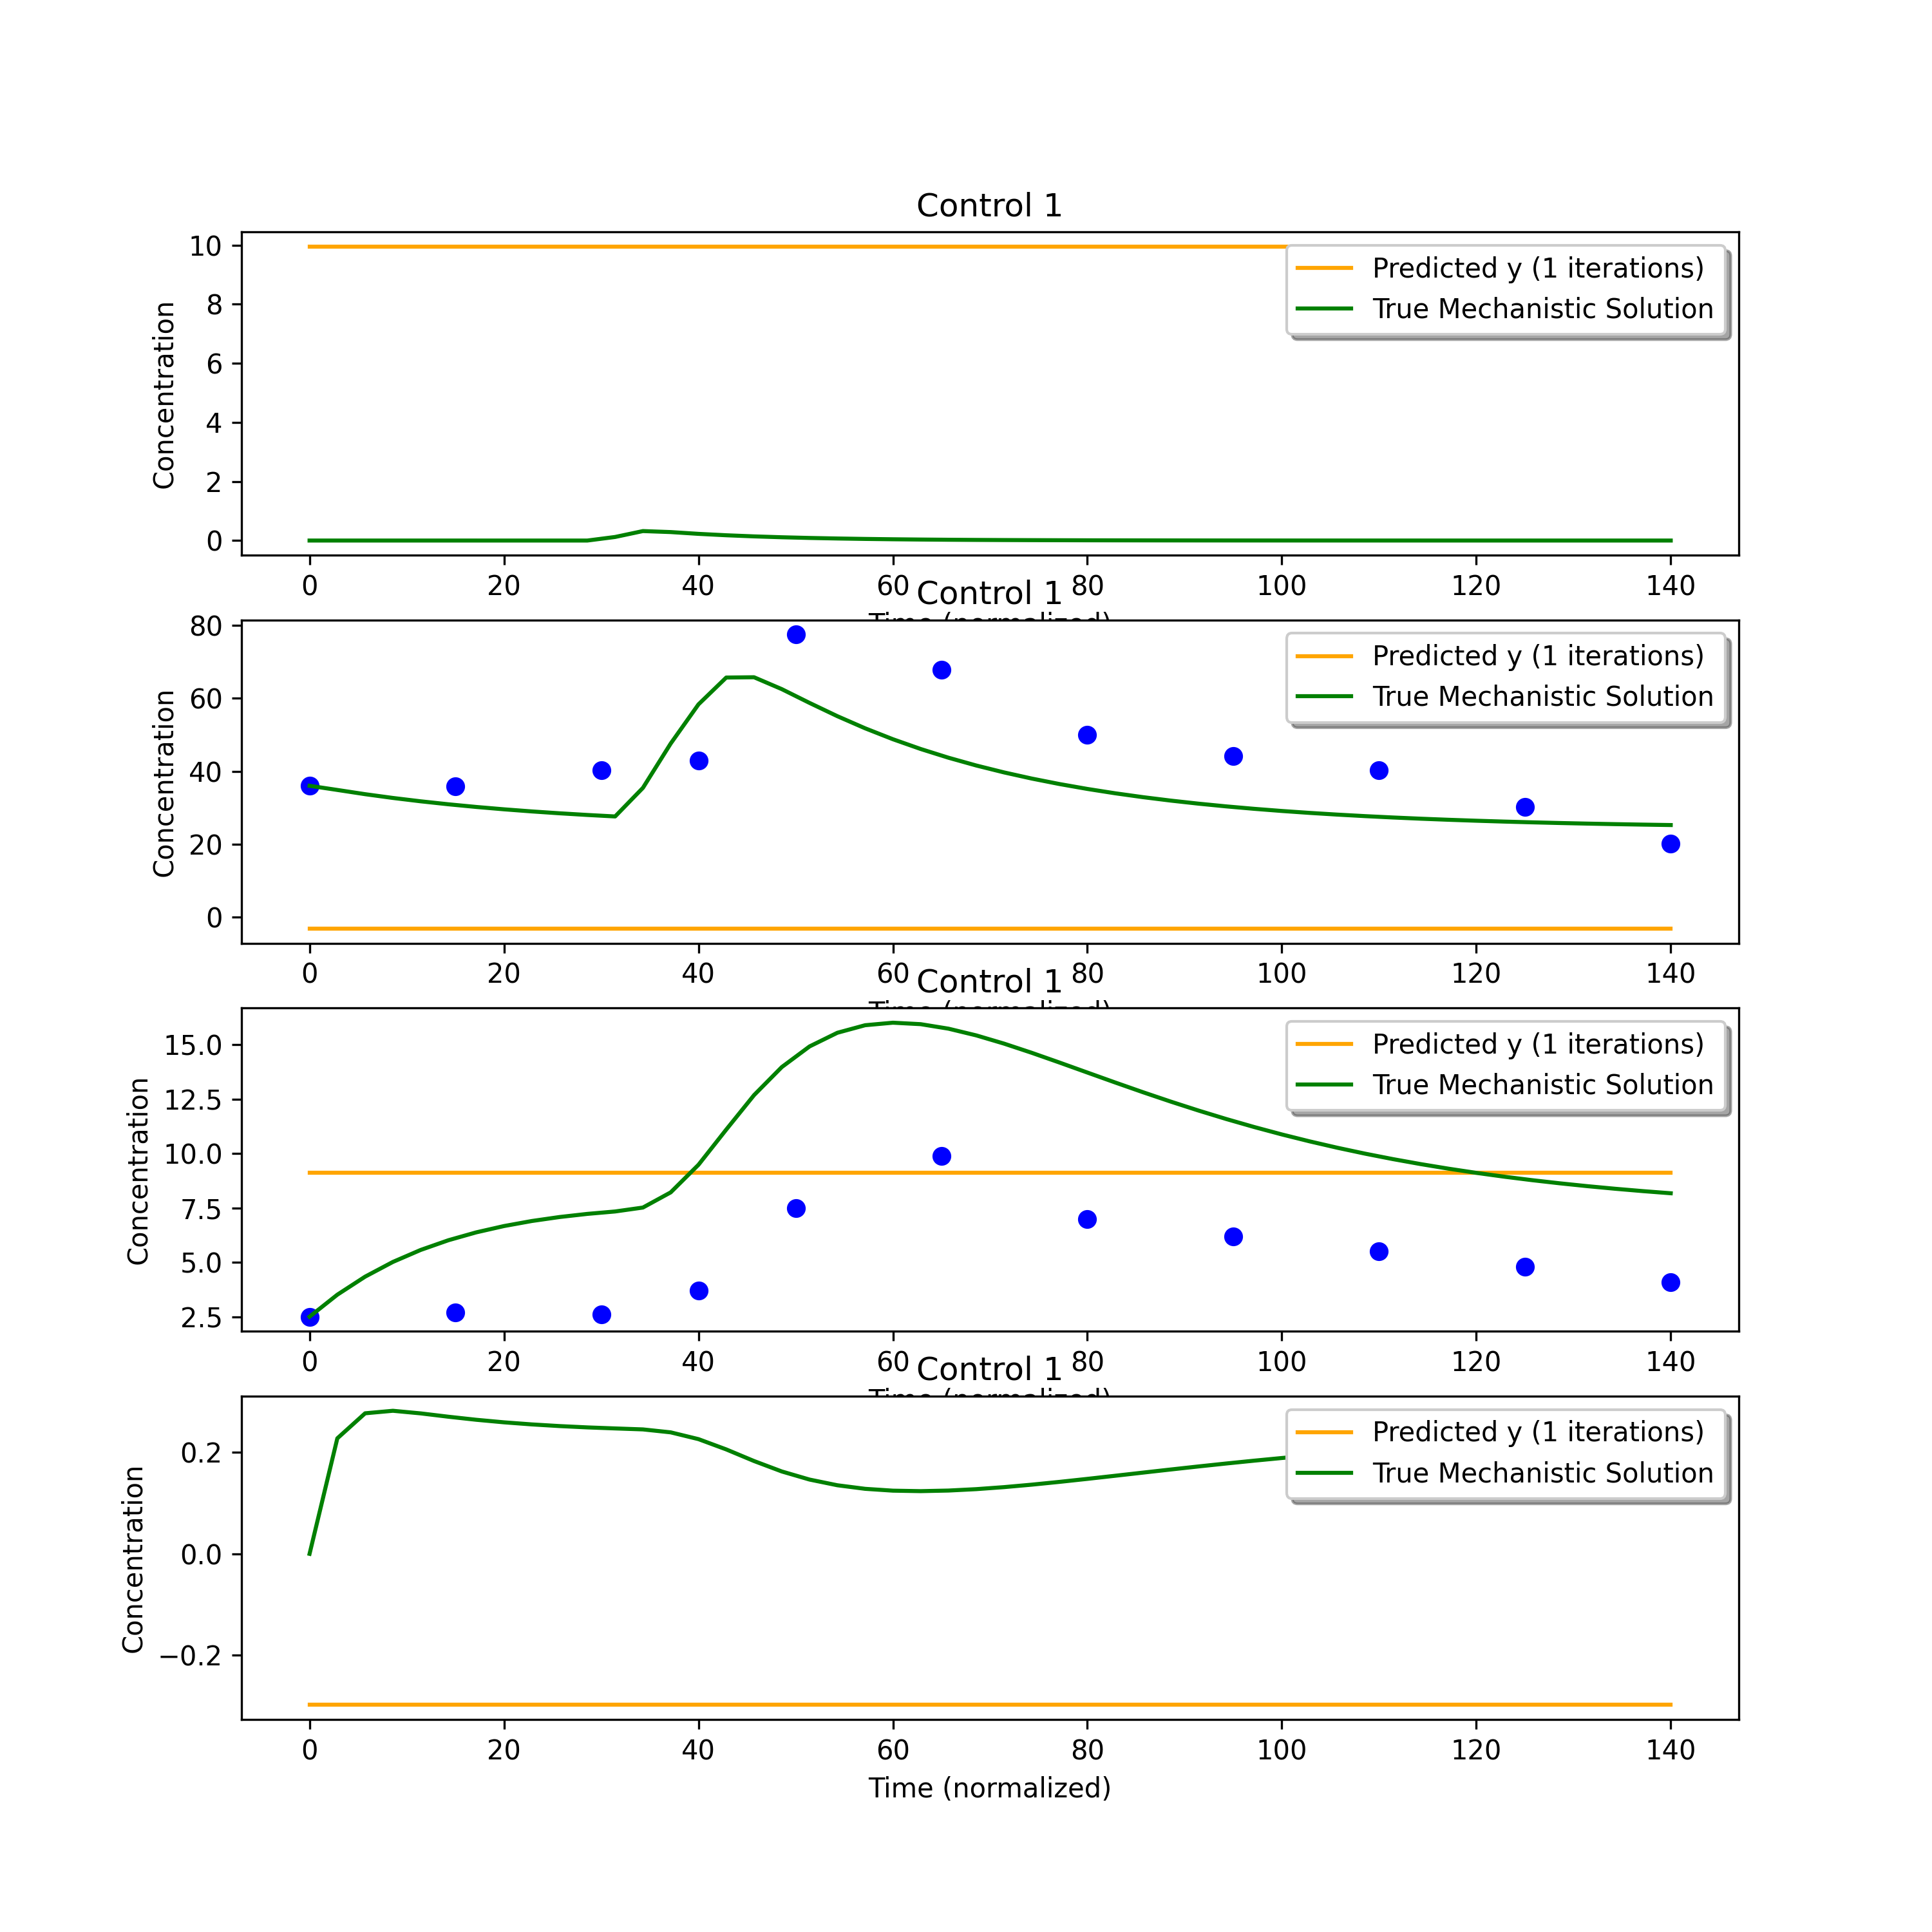 Control 1
10
8
6
4
2
0
Concentration
Predicted y (1 iterations)
True Mechanistic Solution
0 20 40 60 80 100 120 140
Control 1
80
60
40
20
0
Concentration
Predicted y (1 iterations)
True Mechanistic Solution
0 20 40 60 80 100 120 140
Control 1
15.0
12.5
10.0
7.5
5.0
2.5
Concentration
Predicted y (1 iterations)
True Mechanistic Solution
0 20 40 60 80 100 120 140
Control 1
0.2
0.0
−0.2
Concentration
Predicted y (1 iterations)
True Mechanistic Solution
0 20 40 60 80 100 120 140
Time (normalized)